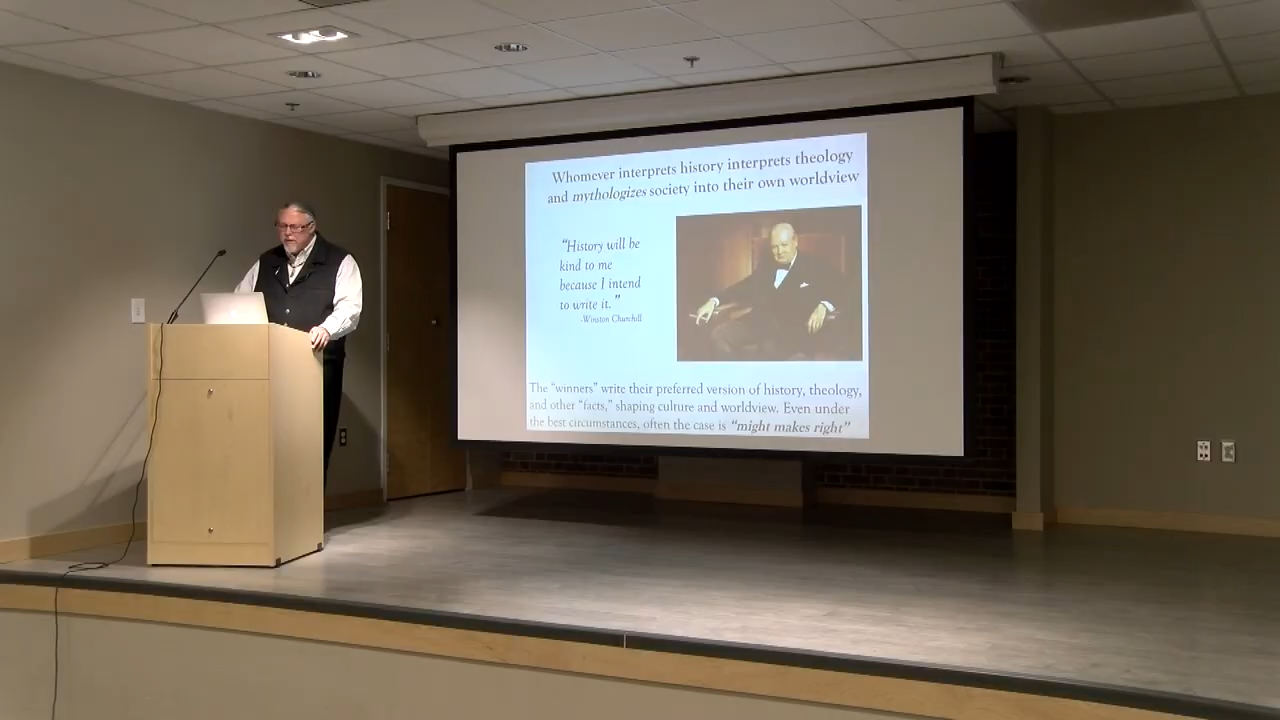 Whomever interprets history interprets theology
and mythologizes society into their own worldview
"History will be
kind to me
because I intend
to write it."
-Winston Churchill
The "winners" write their preferred version of history, theology,
and other "facts," shaping culture and worldview. Even under
the best circumstances, often the case is "might makes right"